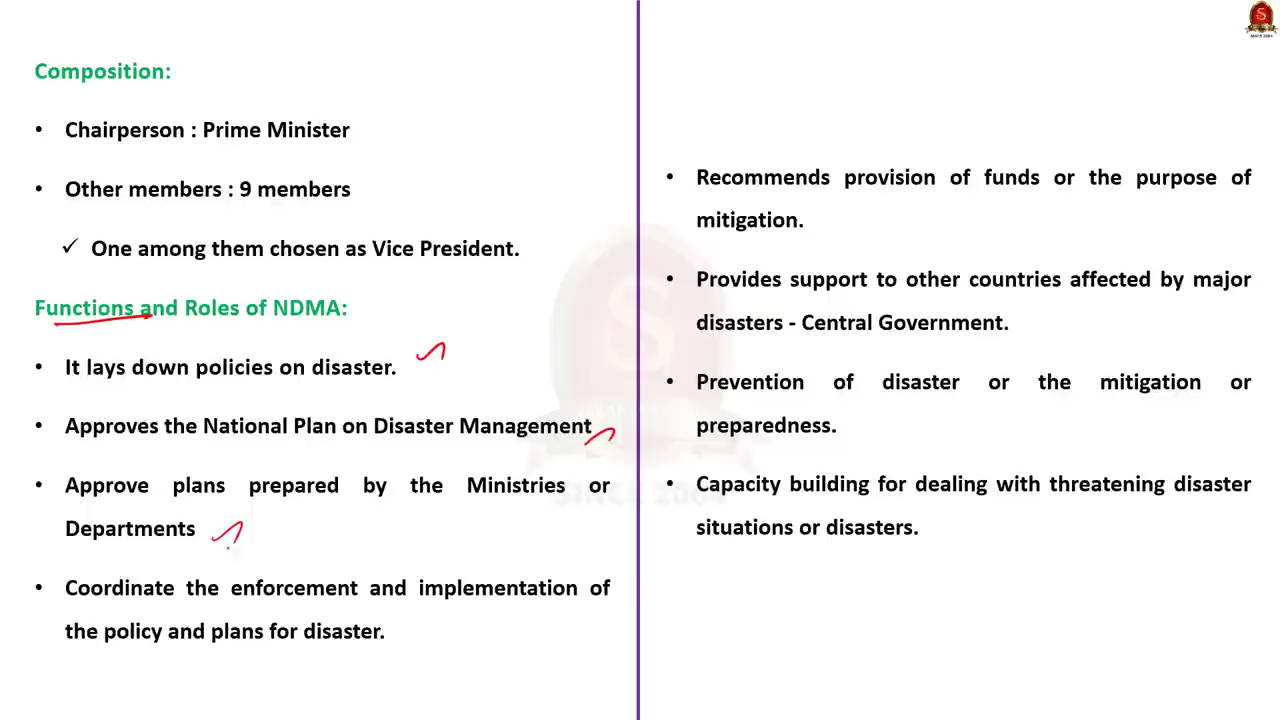 Composition:
• Chairperson : Prime Minister
• Other members : 9 members
✓ One among them chosen as Vice President.
Functions and Roles of NDMA:
• It lays down policies on disaster.
• Approves the National Plan on Disaster Management
• Approve plans prepared by the Ministries or
Departments
• Coordinate the enforcement and implementation of
the policy and plans for disaster.
• Recommends provision of funds or the purpose of
mitigation.
• Provides support to other countries affected by major
disasters - Central Government.
• Prevention of disaster or the mitigation or
preparedness.
• Capacity building for dealing with threatening disaster
situations or disasters.
S
SINCE 2004
S
SINCE 2004